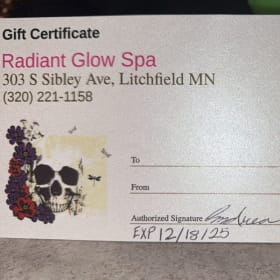 Gift Certificate
Radiant Glow Spa
303 S Sibley Ave, Litchfield MN
(320) 221-1158
To
From
Authorized Signature Andrea
EXP 12/18/25